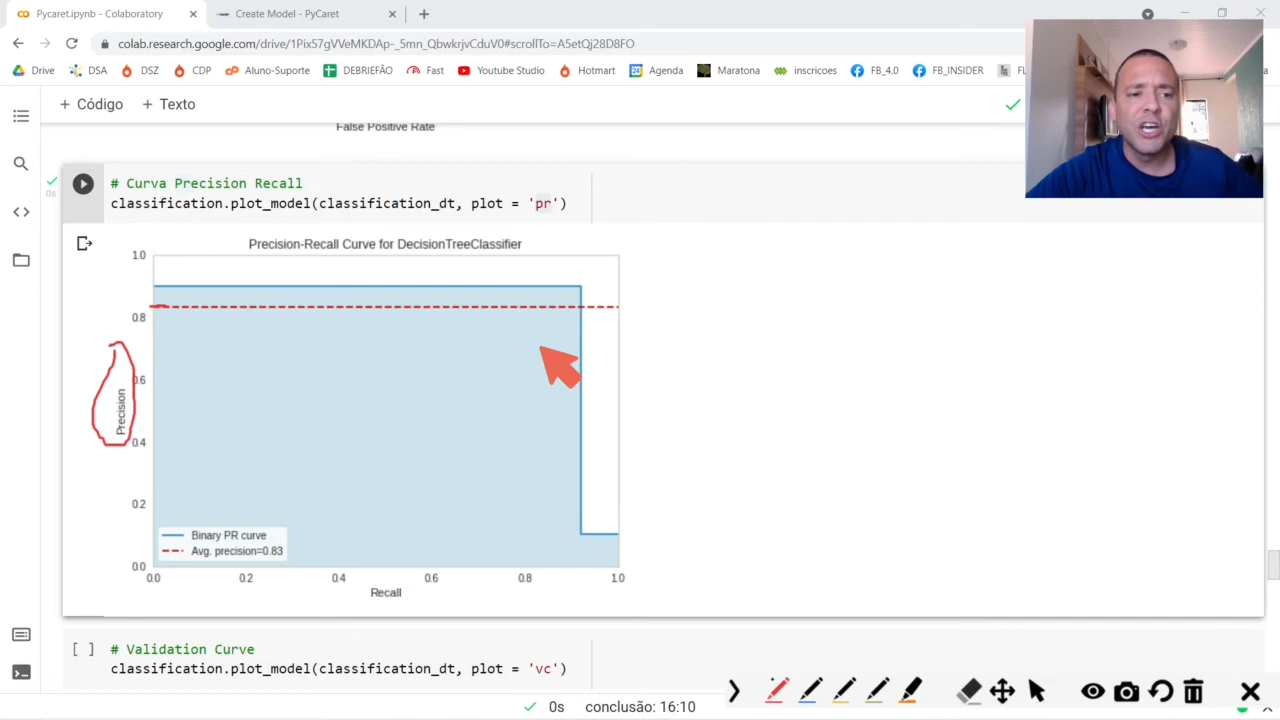 Pycaret.ipynb - Colaboratory
Create Model - PyCaret
colab.research.google.com/drive/1Pix57gVVeMKDAp-_5mn_QbwkrjvCduV0#scrollTo=A5etQj28D8FO
Drive DSA DSZ CDP Aluno-Suporte DEBRIEFÃO Fast Youtube Studio Hotmart Agenda Maratona inscricoes FB_4.0 FB_INSIDER
+ Código + Texto
False Positive Rate
# Curva Precision Recall
0s
classification.plot_model(classification_dt, plot = 'pr')
Precision-Recall Curve for DecisionTreeClassifier
1.0
0.8
0.6
Precision
0.4
0.2
Binary PR curve
Avg. precision=0.83
0.0
0.0 0.2 0.4 0.6 0.8 1.0
Recall
[ ] # Validation Curve
classification.plot_model(classification_dt, plot = 'vc')
0s conclusão: 16:10